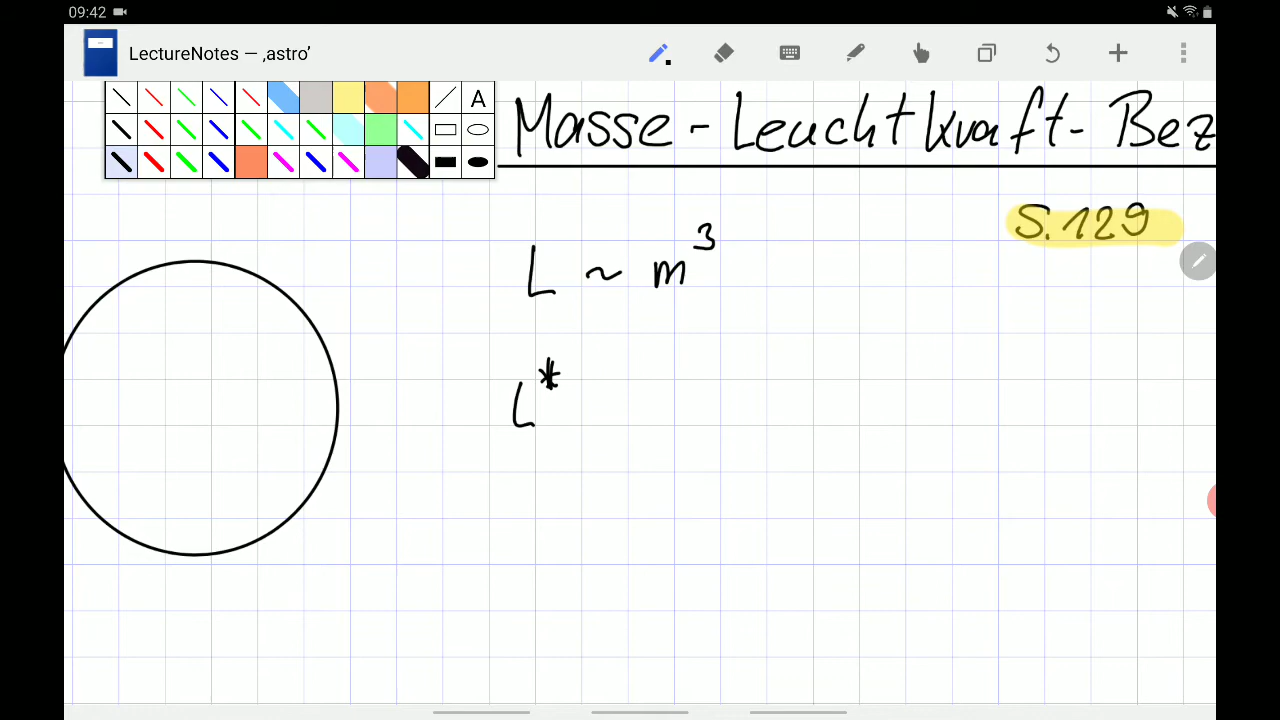 09:42
LectureNotes — ‚astro’
A
Masse-Leuchtkraft-Bez
S. 129
L ~ m³
L*